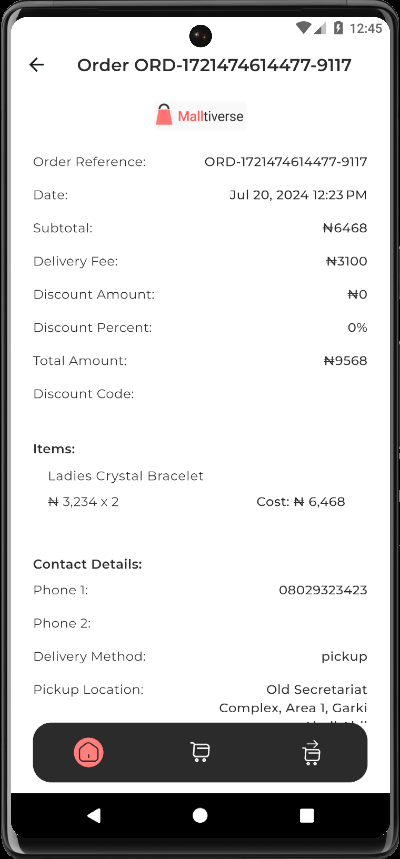 12:45
Order ORD-1721474614477-9117
Malltiverse
Order Reference: ORD-1721474614477-9117
Date: Jul 20, 2024 12:23 PM
Subtotal: ₦6468
Delivery Fee: ₦3100
Discount Amount: ₦0
Discount Percent: 0%
Total Amount: ₦9568
Discount Code:
Items:
Ladies Crystal Bracelet
₦ 3,234 x 2 Cost: ₦ 6,468
Contact Details:
Phone 1: 08029323423
Phone 2:
Delivery Method: pickup
Pickup Location: Old Secretariat
Complex, Area 1, Garki